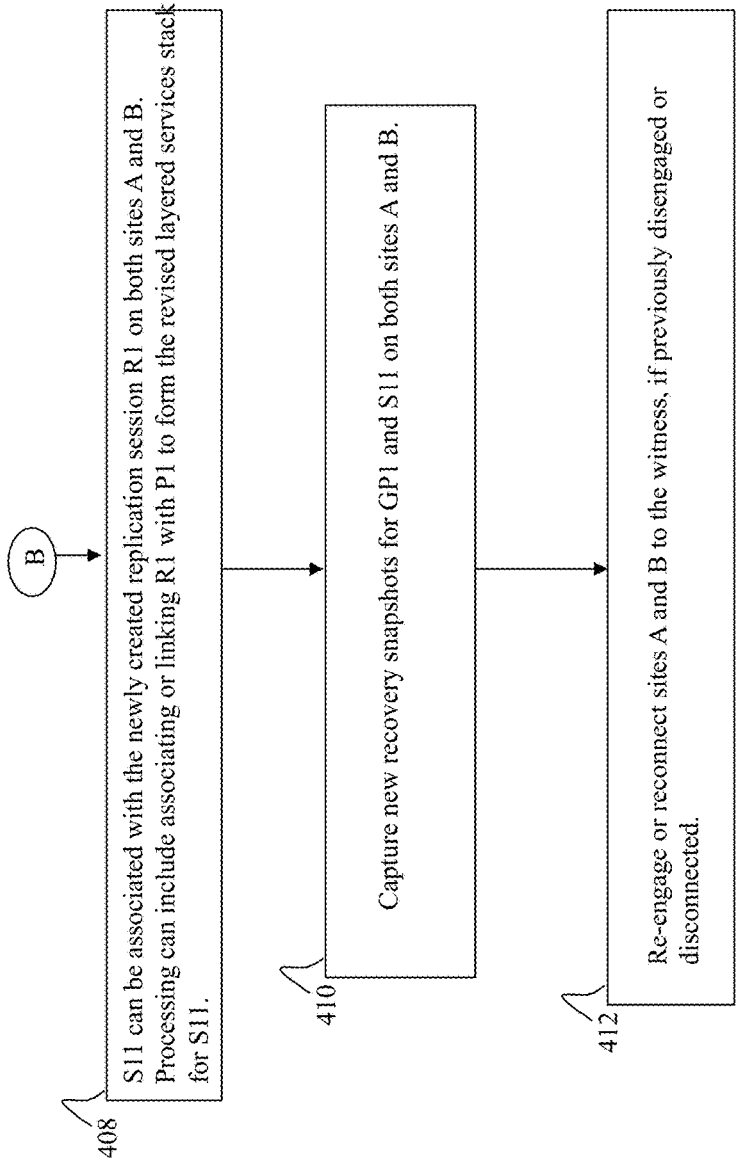 B
S11 can be associated with the newly created replication session R1 on both sites A and B.
Processing can include associating or linking R1 with P1 to form the revised layered services stack
for S11.
408
Capture new recovery snapshots for GP1 and S11 on both sites A and B.
410
Re-engage or reconnect sites A and B to the witness, if previously disengaged or
disconnected.
412